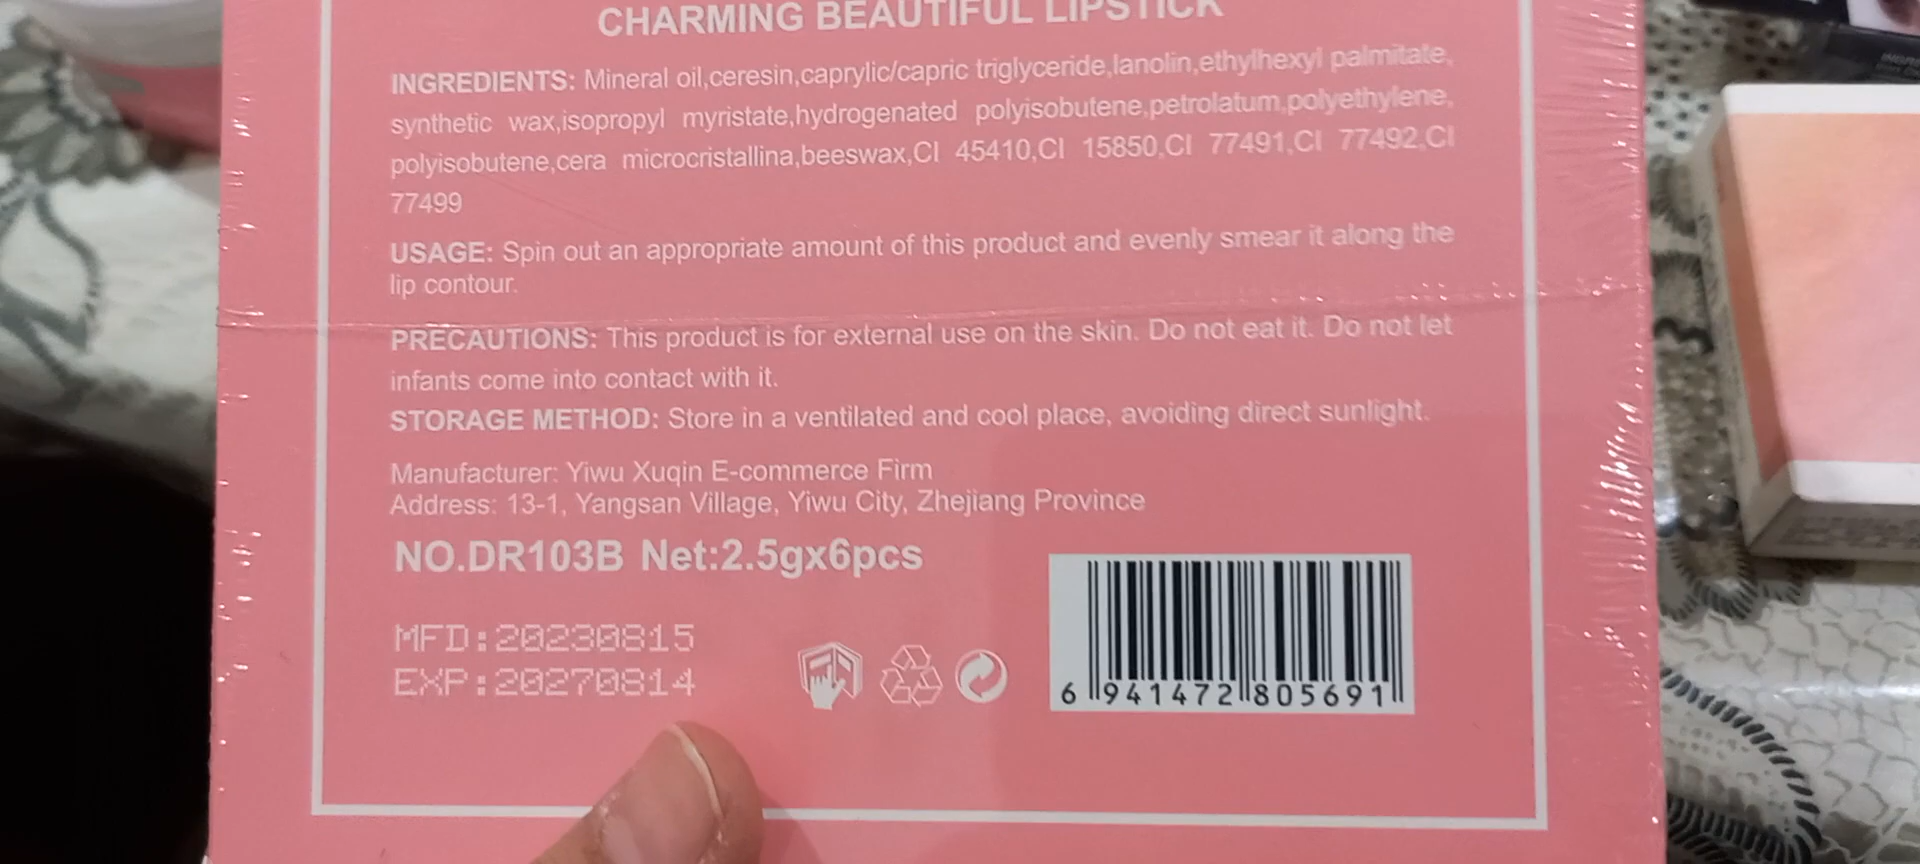 CHARMING BEAUTIFUL LIPSTICK
INGREDIENTS: Mineral oil,ceresin,caprylic/capric triglyceride,lanolin,ethylhexyl palmitate,
synthetic wax,isopropyl myristate,hydrogenated polyisobutene,petrolatum,polyethylene,
polyisobutene,cera microcristallina,beeswax,CI 45410,CI 15850,CI 77491,CI 77492,CI
77499
USAGE: Spin out an appropriate amount of this product and evenly smear it along the
lip contour.
PRECAUTIONS: This product is for external use on the skin. Do not eat it. Do not let
infants come into contact with it.
STORAGE METHOD: Store in a ventilated and cool place, avoiding direct sunlight.
Manufacturer: Yiwu Xuqin E-commerce Firm
Address: 13-1, Yangsan Village, Yiwu City, Zhejiang Province
NO.DR103B Net:2.5gx6pcs
MFD:20230815
EXP:20270814
6 941472 805691